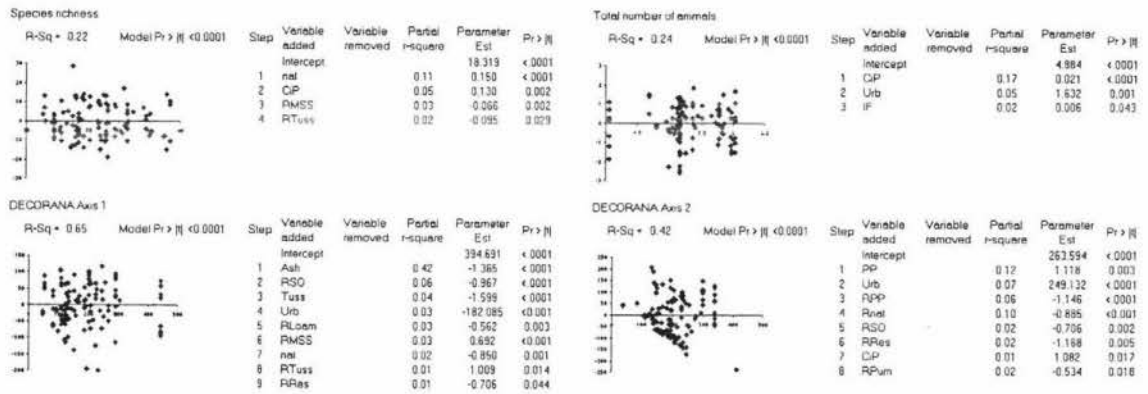 Species richness
R-Sq = 0.22 Model Pr > |t| <0.0001
Step Variable added Variable removed Partial r-square Parameter Est Pr > |t|
Intercept 18.319 <.0001
1 nal 0.11 0.150 <.0001
2 CiP 0.05 0.130 0.002
3 RMSS 0.03 -0.066 0.002
4 RTuss 0.02 -0.095 0.029
Total number of animals
R-Sq = 0.24 Model Pr > |t| <0.0001
Step Variable added Variable removed Partial r-square Parameter Est Pr > |t|
Intercept 4.984 <.0001
1 CiP 0.17 0.021 <.0001
2 Urb 0.05 1.632 0.001
3 IF 0.02 0.006 0.043
DECORANA Axis 1
R-Sq = 0.65 Model Pr > |t| <0.0001
Step Variable added Variable removed Partial r-square Parameter Est Pr > |t|
Intercept 394.691 <.0001
1 Ash 0.42 -1.365 <.0001
2 RSO 0.06 -0.967 <.0001
3 Tuss 0.04 -1.599 <.0001
4 Urb 0.03 -182.085 <0.001
5 RLoam 0.03 -0.562 0.003
6 RMSS 0.03 0.692 <0.001
7 nal 0.02 -0.850 0.001
8 RTuss 0.01 1.009 0.014
9 RRes 0.01 -0.706 0.044
DECORANA Axis 2
R-Sq = 0.42 Model Pr > |t| <0.0001
Step Variable added Variable removed Partial r-square Parameter Est Pr > |t|
Intercept 263.594 <.0001
1 PP 0.12 1.118 0.003
2 Urb 0.07 249.132 <.0001
3 RPP 0.06 -1.146 <.0001
4 Rnal 0.10 -0.885 <0.001
5 RSO 0.02 -0.706 0.002
6 RRes 0.02 -1.168 0.005
7 CiP 0.01 1.082 0.017
8 RPum 0.02 -0.534 0.018